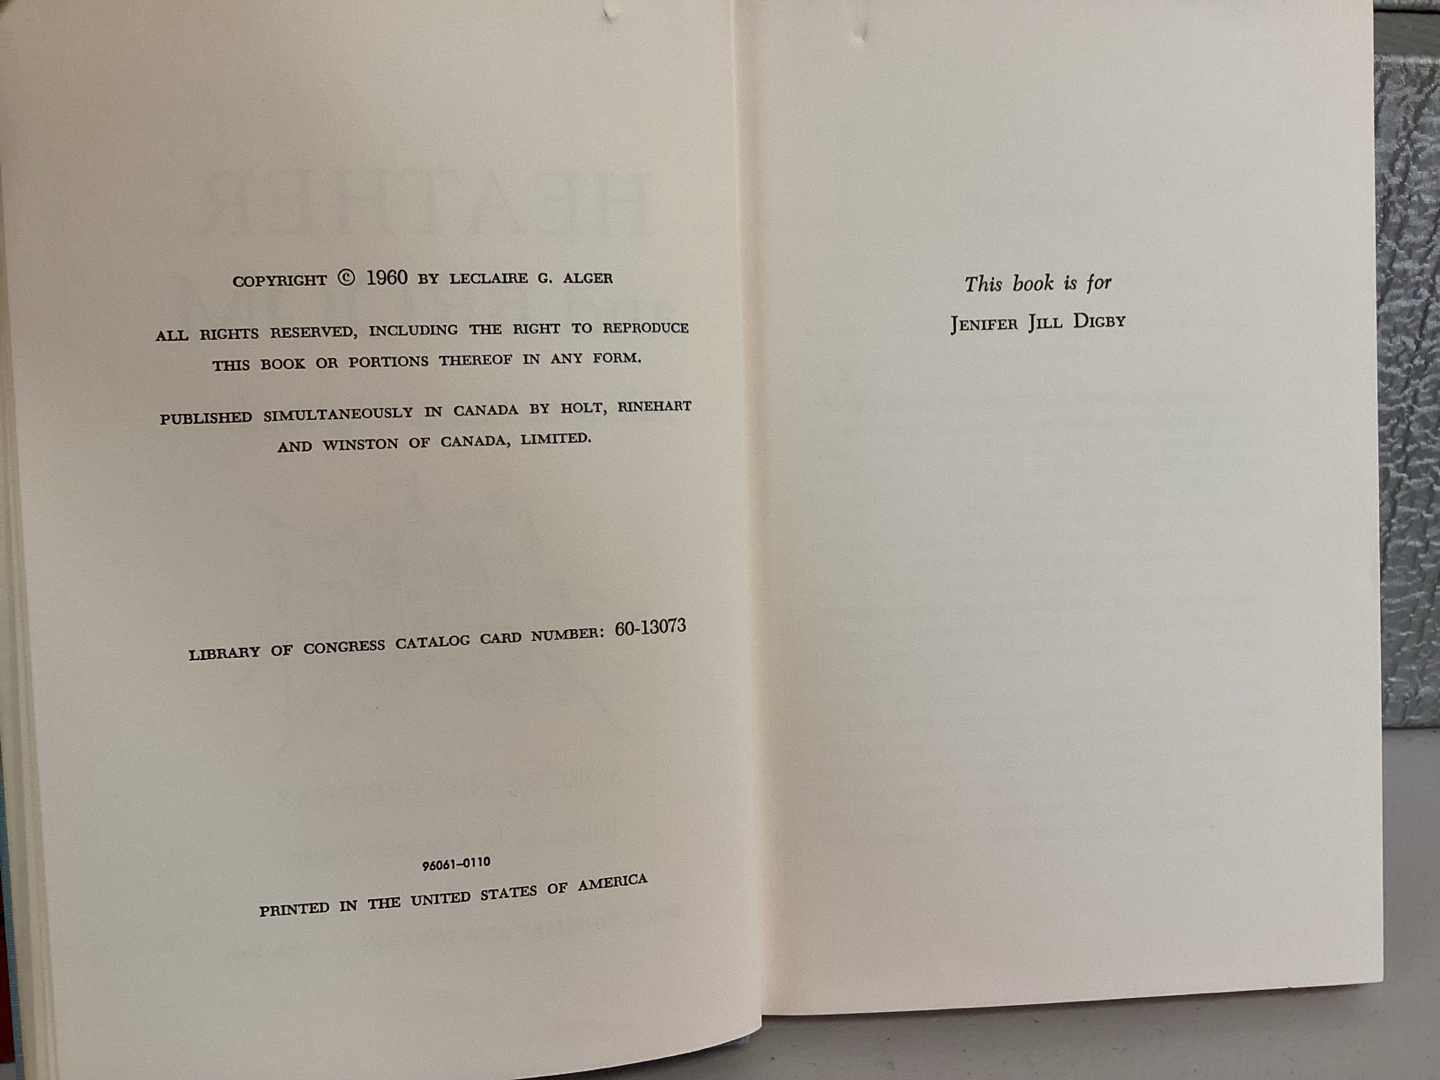 COPYRIGHT © 1960 BY LECLAIRE G. ALGER
ALL RIGHTS RESERVED, INCLUDING THE RIGHT TO REPRODUCE
THIS BOOK OR PORTIONS THEREOF IN ANY FORM.
PUBLISHED SIMULTANEOUSLY IN CANADA BY HOLT, RINEHART
AND WINSTON OF CANADA, LIMITED.
LIBRARY OF CONGRESS CATALOG CARD NUMBER: 60-13073
96061-0110
PRINTED IN THE UNITED STATES OF AMERICA
This book is for
JENIFER JILL DIGBY
HEATHER